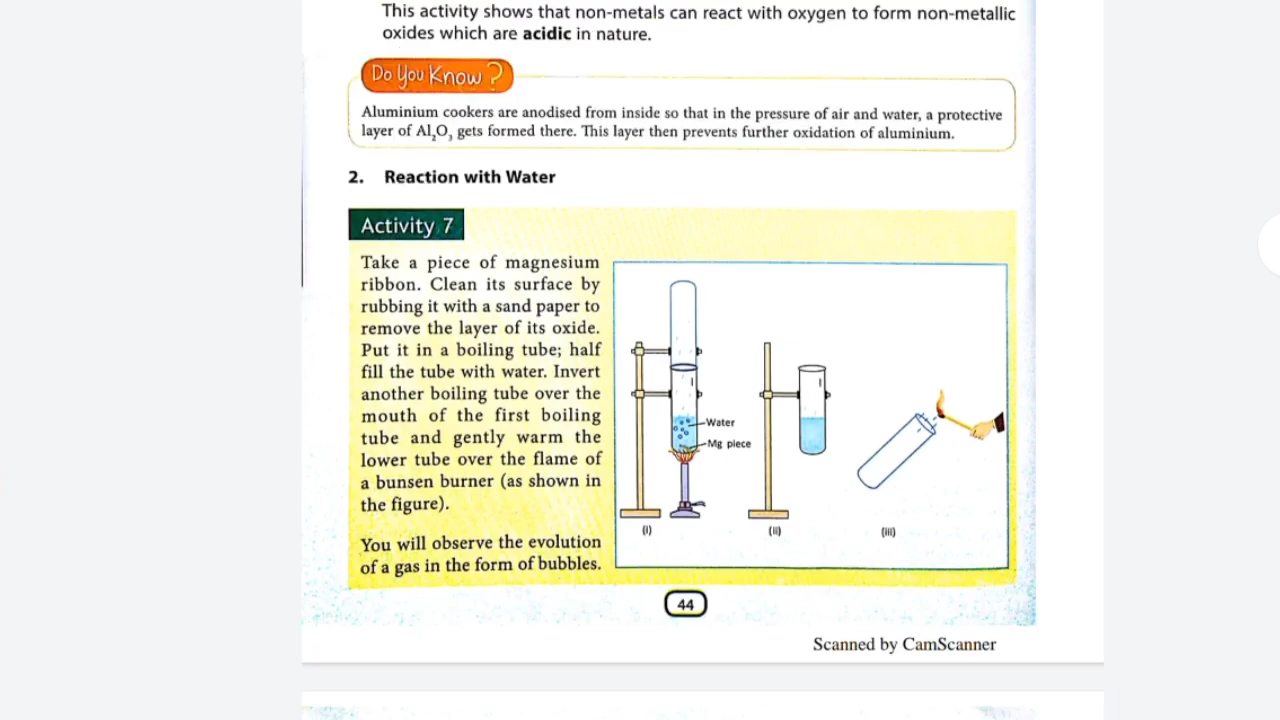 This activity shows that non-metals can react with oxygen to form non-metallic
oxides which are acidic in nature.
Do You Know ?
Aluminium cookers are anodised from inside so that in the pressure of air and water, a protective
layer of Al₂O₃ gets formed there. This layer then prevents further oxidation of aluminium.
2. Reaction with Water
Activity 7
Take a piece of magnesium
ribbon. Clean its surface by
rubbing it with a sand paper to
remove the layer of its oxide.
Put it in a boiling tube; half
fill the tube with water. Invert
another boiling tube over the
mouth of the first boiling
tube and gently warm the
lower tube over the flame of
a bunsen burner (as shown in
the figure).
You will observe the evolution
of a gas in the form of bubbles.
Water
Mg piece
(i)
(ii)
(iii)
44
Scanned by CamScanner